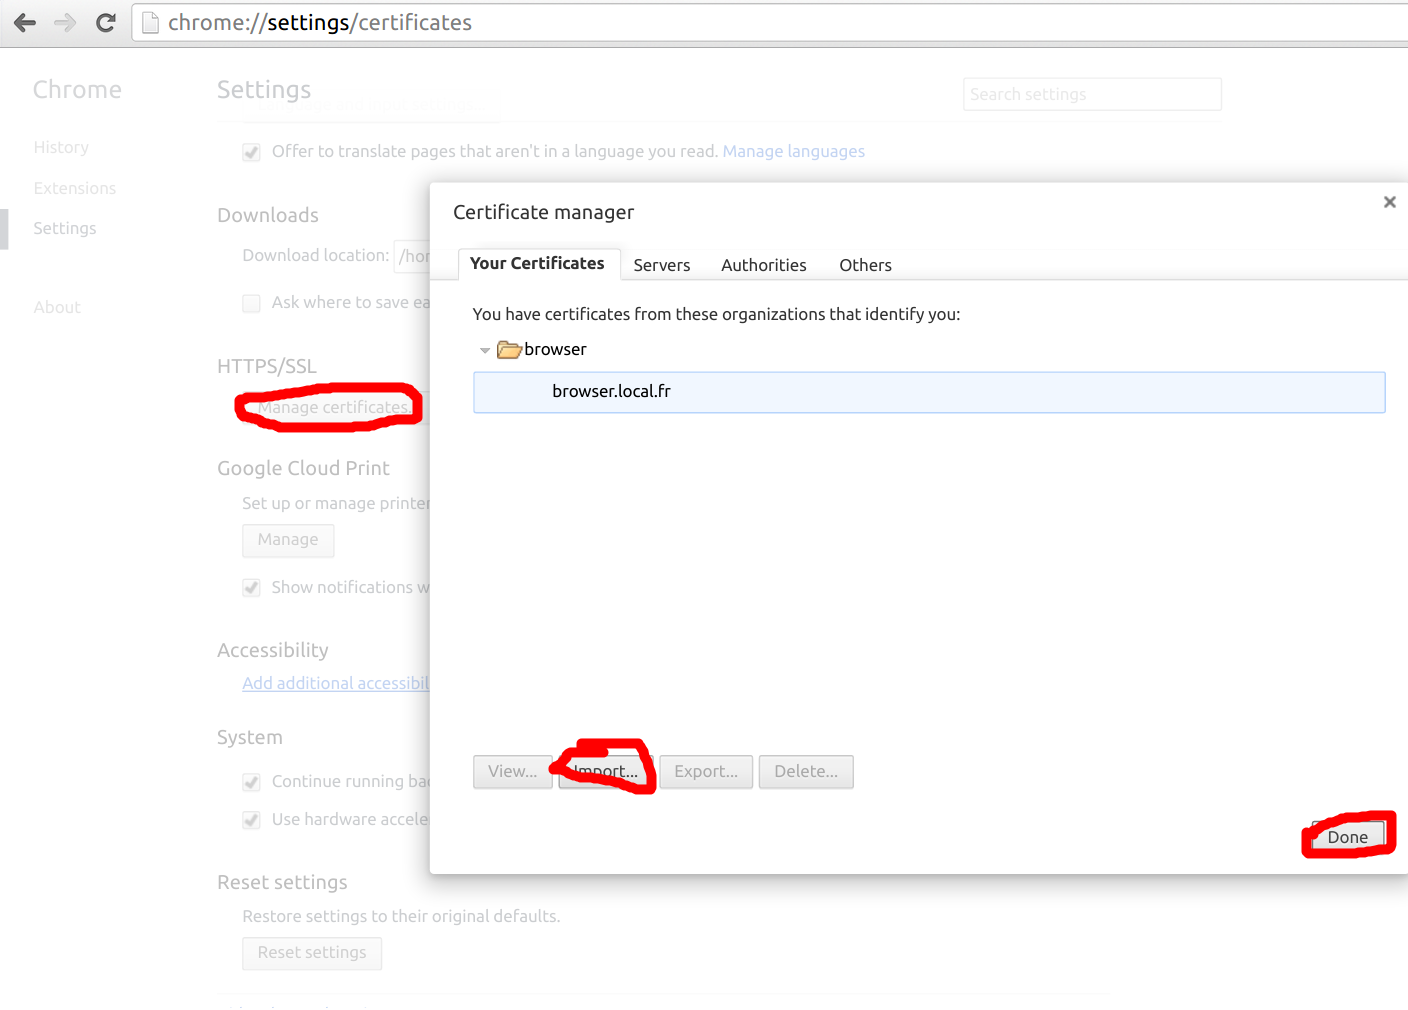 chrome://settings/certificates
Chrome
Settings
Search settings
History
Extensions
Settings
About
Offer to translate pages that aren't in a language you read. Manage languages
Downloads
Download location: /hor
Ask where to save ea
HTTPS/SSL
Manage certificates.
Google Cloud Print
Set up or manage printer
Manage
Show notifications w
Accessibility
Add additional accessibil
System
Continue running bac
Use hardware acceler
Reset settings
Restore settings to their original defaults.
Reset settings
Certificate manager
Your Certificates Servers Authorities Others
You have certificates from these organizations that identify you:
browser
browser.local.fr
View... Import... Export... Delete...
Done